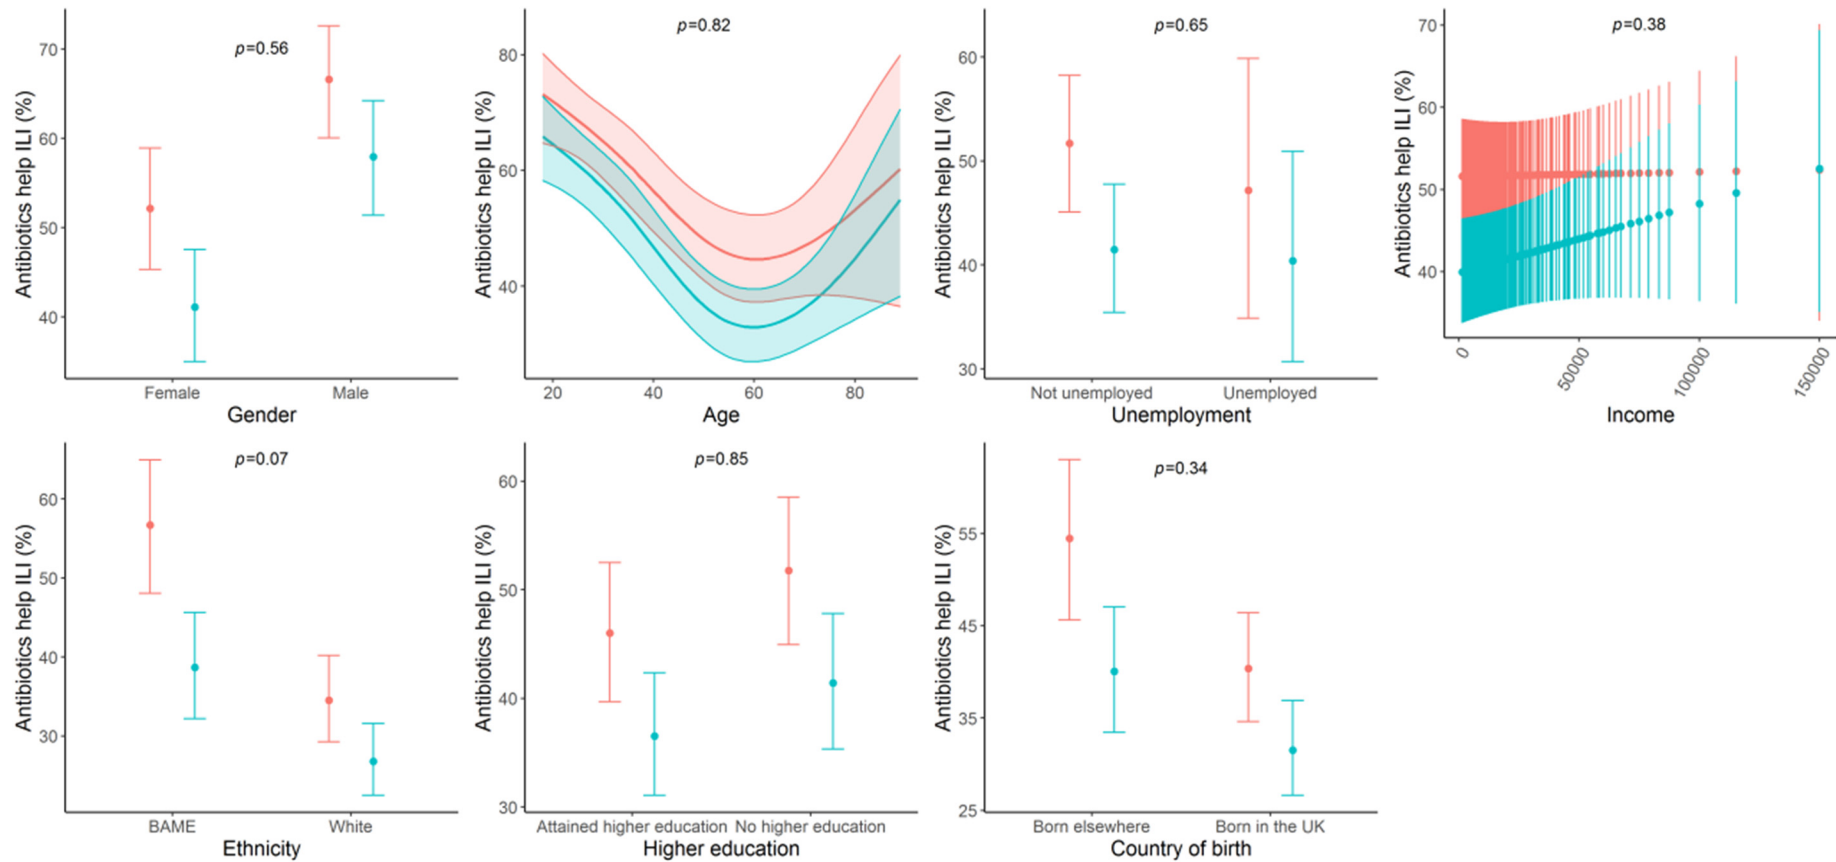 p=0.56
70
60
50
40
Antibiotics help ILI (%)
Female
Male
Gender
p=0.82
80
60
40
Antibiotics help ILI (%)
20
40
60
80
Age
p=0.65
60
50
40
30
Antibiotics help ILI (%)
Not unemployed
Unemployed
Unemployment
p=0.38
70
60
50
40
Antibiotics help ILI (%)
0
50000
100000
150000
Income
p=0.07
60
50
40
30
Antibiotics help ILI (%)
BAME
White
Ethnicity
p=0.85
60
50
40
30
Antibiotics help ILI (%)
Attained higher education
No higher education
Higher education
p=0.34
55
45
35
25
Antibiotics help ILI (%)
Born elsewhere
Born in the UK
Country of birth